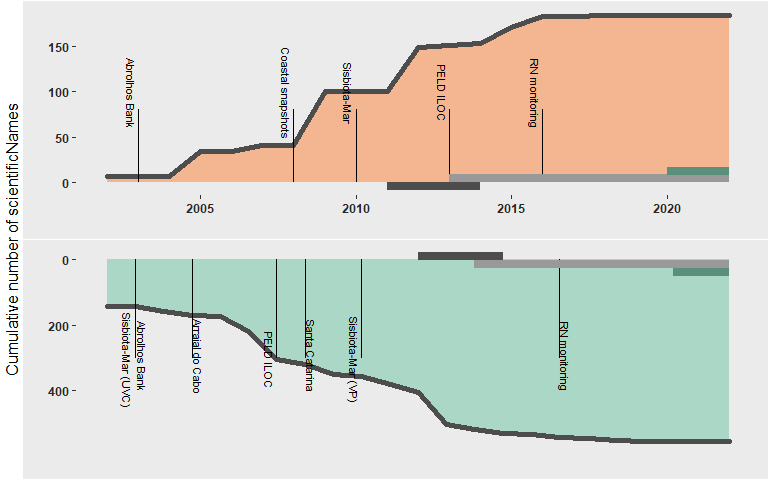 Cumulative number of scientificNames
150
100
50
0
Abrolhos Bank
Coastal snapshots
Sisbiota-Mar
PELD ILOC
RN monitoring
2005
2010
2015
2020
0
200
400
Sisbiota-Mar (UVC)
Abrolhos Bank
Arraial do Cabo
PELD ILOC
Santa Catarina
Sisbiota-Mar (VP)
RN monitoring